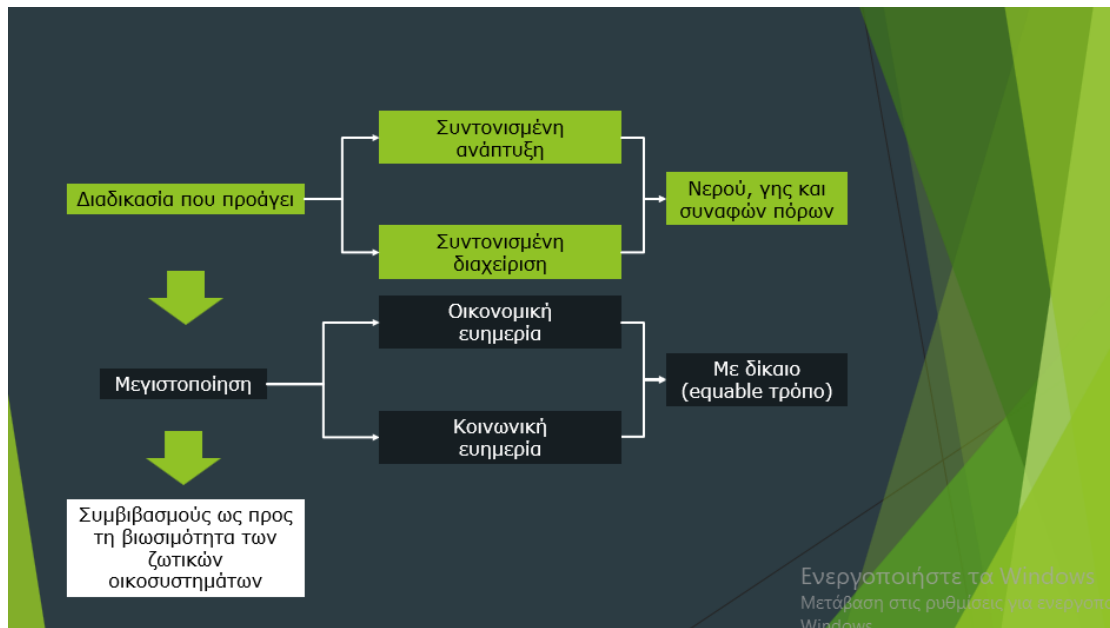 Συντονισμένη
ανάπτυξη
Διαδικασία που προάγει
Νερού, γης και
συναφών πόρων
Συντονισμένη
διαχείριση
Οικονομική
ευημερία
Μεγιστοποίηση
Με δίκαιο
(equable τρόπο)
Κοινωνική
ευημερία
Συμβιβασμούς ως προς
τη βιωσιμότητα των
ζωτικών
οικοσυστημάτων
Ενεργοποιήστε τα Windows
Μετάβαση στις ρυθμίσεις
Windows